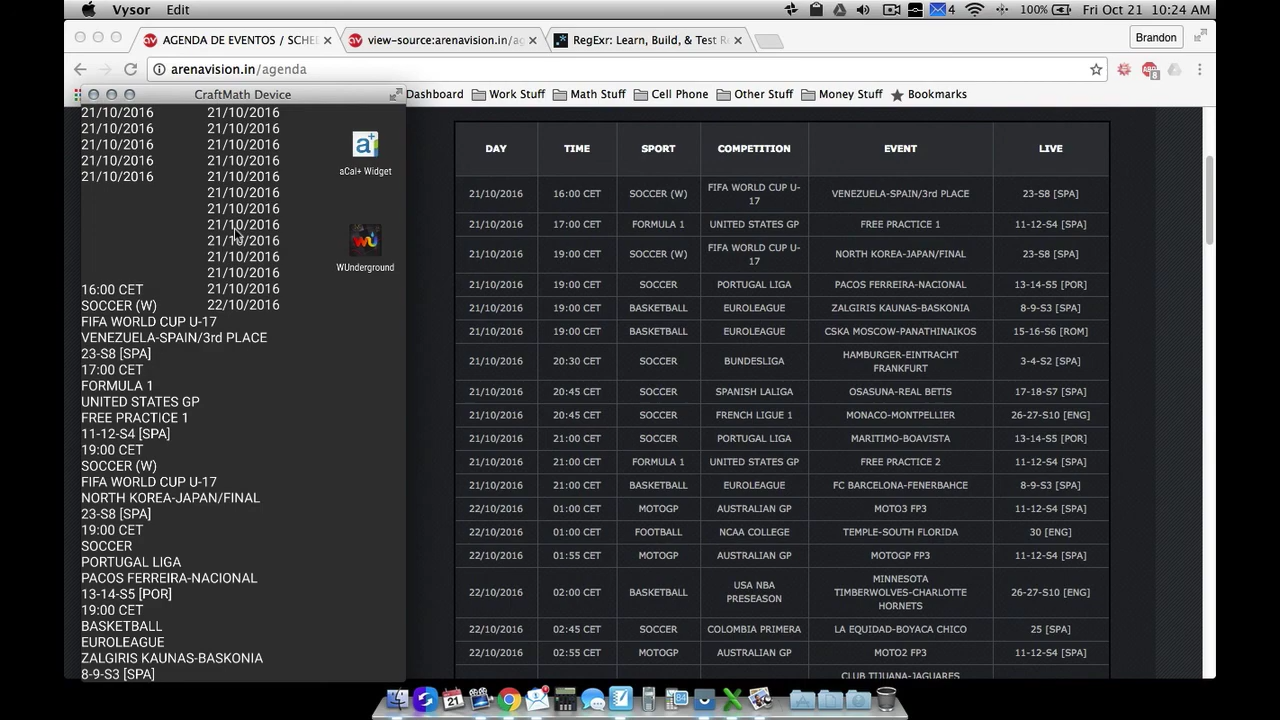 Vysor Edit
4 100% Fri Oct 21 10:24 AM
AGENDA DE EVENTOS / SCHE
view-source:arenavision.in/ag
RegExr: Learn, Build, & Test R
Brandon
arenavision.in/agenda
8
Dashboard Work Stuff Math Stuff Cell Phone Other Stuff Money Stuff Bookmarks
CraftMath Device
21/10/2016 21/10/2016
21/10/2016 21/10/2016
21/10/2016 21/10/2016
21/10/2016 21/10/2016
21/10/2016 21/10/2016
21/10/2016
21/10/2016
21/10/2016
21/10/2016
21/10/2016
21/10/2016
21/10/2016
22/10/2016
aCal+ Widget
WUnderground
16:00 CET
SOCCER (W)
FIFA WORLD CUP U-17
VENEZUELA-SPAIN/3rd PLACE
23-S8 [SPA]
17:00 CET
FORMULA 1
UNITED STATES GP
FREE PRACTICE 1
11-12-S4 [SPA]
19:00 CET
SOCCER (W)
FIFA WORLD CUP U-17
NORTH KOREA-JAPAN/FINAL
23-S8 [SPA]
19:00 CET
SOCCER
PORTUGAL LIGA
PACOS FERREIRA-NACIONAL
13-14-S5 [POR]
19:00 CET
BASKETBALL
EUROLEAGUE
ZALGIRIS KAUNAS-BASKONIA
8-9-S3 [SPA]
DAY TIME SPORT COMPETITION EVENT LIVE
21/10/2016 16:00 CET SOCCER (W) FIFA WORLD CUP U-
17 VENEZUELA-SPAIN/3rd PLACE 23-S8 [SPA]
21/10/2016 17:00 CET FORMULA 1 UNITED STATES GP FREE PRACTICE 1 11-12-S4 [SPA]
21/10/2016 19:00 CET SOCCER (W) FIFA WORLD CUP U-
17 NORTH KOREA-JAPAN/FINAL 23-S8 [SPA]
21/10/2016 19:00 CET SOCCER PORTUGAL LIGA PACOS FERREIRA-NACIONAL 13-14-S5 [POR]
21/10/2016 19:00 CET BASKETBALL EUROLEAGUE ZALGIRIS KAUNAS-BASKONIA 8-9-S3 [SPA]
21/10/2016 19:00 CET BASKETBALL EUROLEAGUE CSKA MOSCOW-PANATHINAIKOS 15-16-S6 [ROM]
21/10/2016 20:30 CET SOCCER BUNDESLIGA HAMBURGER-EINTRACHT
FRANKFURT 3-4-S2 [SPA]
21/10/2016 20:45 CET SOCCER SPANISH LALIGA OSASUNA-REAL BETIS 17-18-S7 [SPA]
21/10/2016 20:45 CET SOCCER FRENCH LIGUE 1 MONACO-MONTPELLIER 26-27-S10 [ENG]
21/10/2016 21:00 CET SOCCER PORTUGAL LIGA MARITIMO-BOAVISTA 13-14-S5 [POR]
21/10/2016 21:00 CET FORMULA 1 UNITED STATES GP FREE PRACTICE 2 11-12-S4 [SPA]
21/10/2016 21:00 CET BASKETBALL EUROLEAGUE FC BARCELONA-FENERBAHCE 8-9-S3 [SPA]
22/10/2016 01:00 CET MOTOGP AUSTRALIAN GP MOTO3 FP3 11-12-S4 [SPA]
22/10/2016 01:00 CET FOOTBALL NCAA COLLEGE TEMPLE-SOUTH FLORIDA 30 [ENG]
22/10/2016 01:55 CET MOTOGP AUSTRALIAN GP MOTOGP FP3 11-12-S4 [SPA]
22/10/2016 02:00 CET BASKETBALL USA NBA
PRESEASON MINNESOTA
TIMBERWOLVES-CHARLOTTE
HORNETS 26-27-S10 [ENG]
22/10/2016 02:45 CET SOCCER COLOMBIA PRIMERA LA EQUIDAD-BOYACA CHICO 25 [SPA]
22/10/2016 02:55 CET MOTOGP AUSTRALIAN GP MOTO2 FP3 11-12-S4 [SPA]
CLUB TIJUANA-JAGUARES